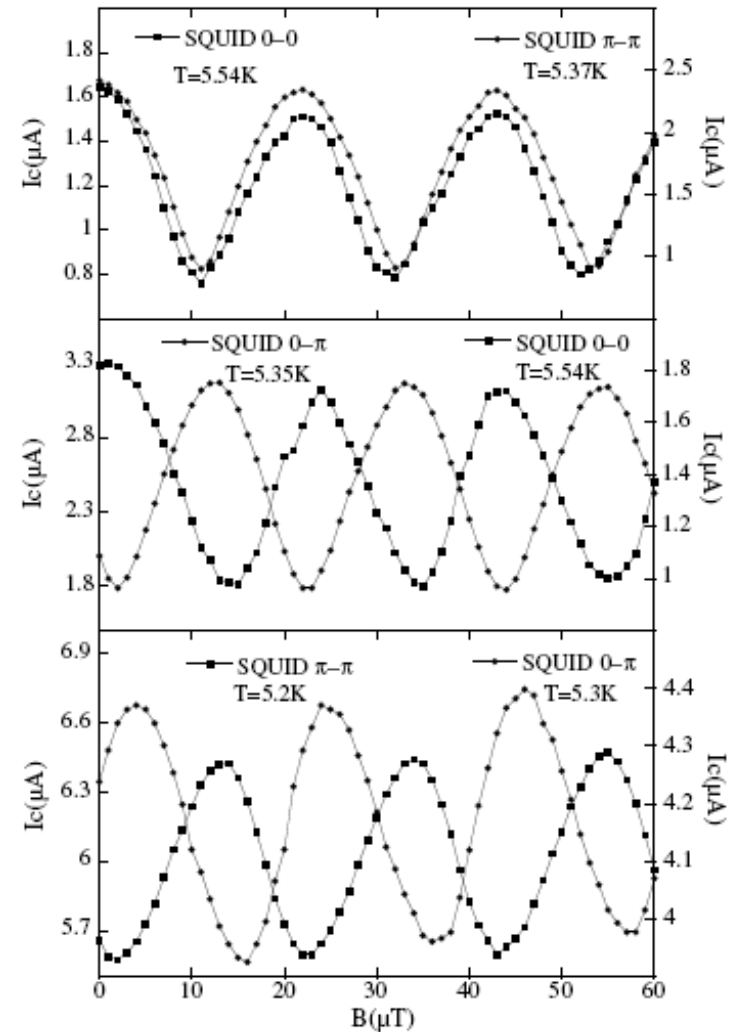 SQUID 0–0 SQUID π–π
T=5.54K T=5.37K
1.8
1.6
1.4
1.2
1
0.8
Ic(μA)
2.5
2
1.5
1
Ic(μA)
SQUID 0–π SQUID 0–0
T=5.35K T=5.54K
3.3
2.8
2.3
1.8
Ic(μA)
1.8
1.6
1.4
1.2
1
Ic(μA)
SQUID π–π SQUID 0–π
T=5.2K T=5.3K
6.9
6.6
6.3
6
5.7
Ic(μA)
4.4
4.3
4.2
4.1
4
Ic(μA)
0 10 20 30 40 50 60
B(μT)